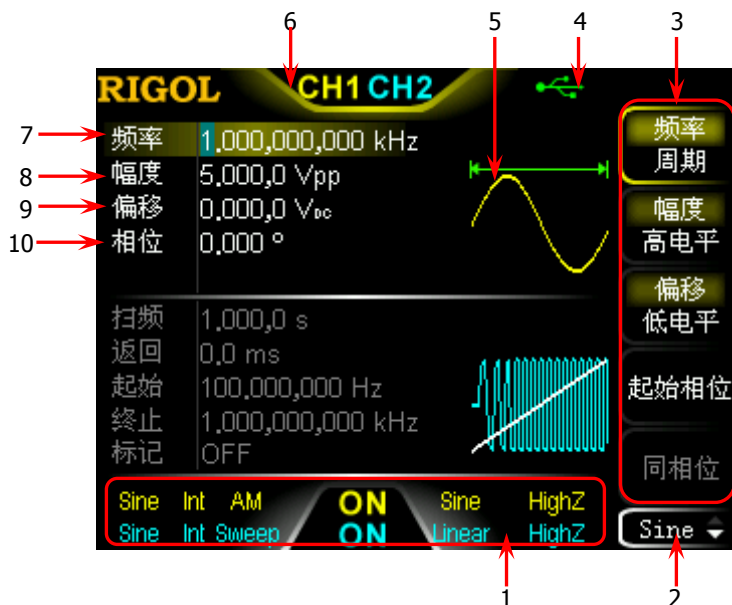 6 5 4 3
RIGOL CH1 CH2
7 频率 1.000,000,000 kHz
8 幅度 5.000,0 Vpp
9 偏移 0.000,0 VDC
10 相位 0.000 °
扫频 1.000,0 s
返回 0.0 ms
起始 100.000,000 Hz
终止 1.000,000,000 kHz
标记 OFF
频率
周期
幅度
高电平
偏移
低电平
起始相位
同相位
Sine Int AM ON Sine HighZ
Sine Int Sweep ON Linear HighZ
Sine
1 2